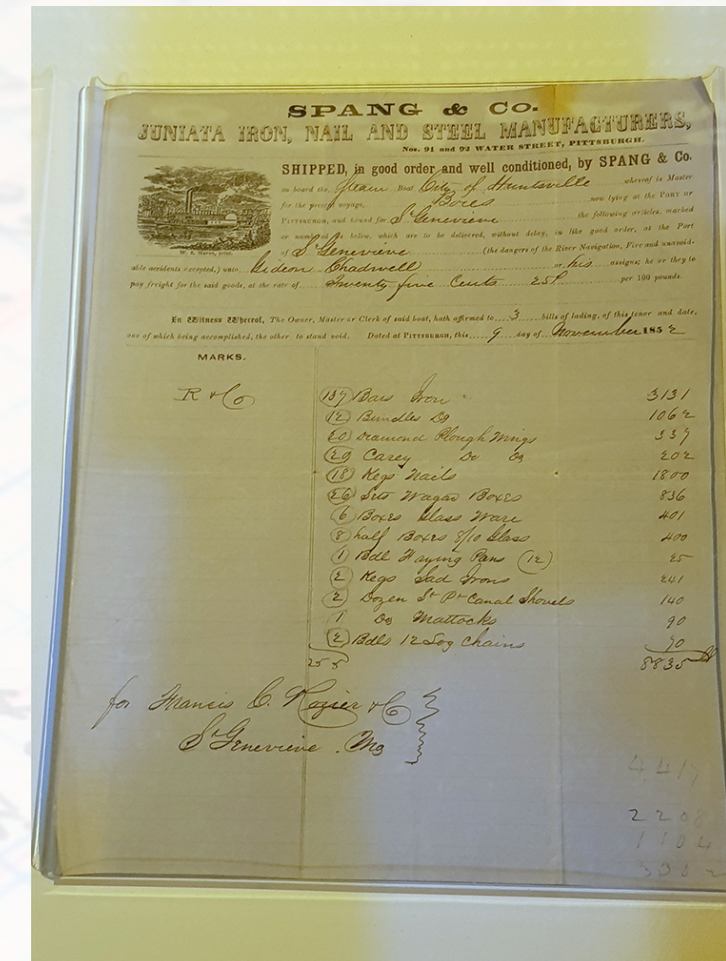 SPANG & CO.
JUNIATA IRON, NAIL AND STEEL MANUFACTURERS,
Nos. 91 and 92 WATER STREET, PITTSBURGH.
SHIPPED, in good order and well conditioned, by SPANG & Co.
on board the Steam Boat City of Huntsville whereof is Master
for the present voyage, Bores now lying at the PORT OF
PITTSBURGH, and bound for St Genevieve the following articles, marked
or numbered as below, which are to be delivered, without delay, in like good order, at the Port
of St Genevieve (the dangers of the River Navigation, Fire and unavoid-
able accidents excepted,) unto Gideon Chadwell or his assigns; he or they to
pay freight for the said goods, at the rate of Twenty five Cents 25 per 100 pounds.
In Witness Whereof, The Owner, Master or Clerk of said boat, hath affirmed to 3 bills of lading, of this tenor and date,
one of which being accomplished, the other to stand void. Dated at PITTSBURGH, this 9 day of November 1852
MARKS.
R & Co 137 Bars Iron 3131
12 Bundles Do 1062
20 Diamond Plough Wings 337
20 Carey Do Do 202
18 Kegs Nails 1800
26 Sets Wagon Boxes 836
6 Boxes Glass Ware 401
8 half Boxes 8/10 Glass 400
1 Bdl Frying Pans (12) 25
2 Kegs Sad Irons 241
2 Dozen St Pt Canal Shovels 140
1 Do Mattocks 90
2 Bdls 12 Log Chains
255 8835
for Francis C. Rozier & Co
St Genevieve. Mo
4,417
2208
1104